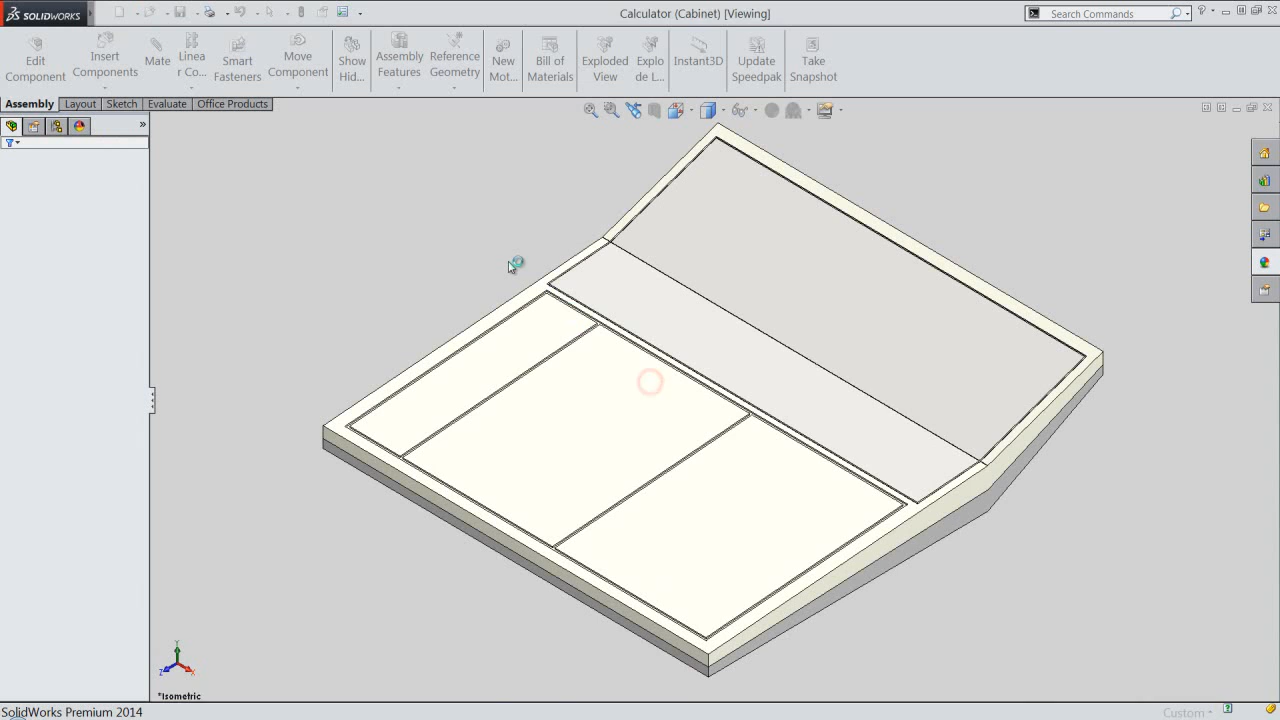 SOLIDWORKS
Calculator (Cabinet) [Viewing]
Search Commands
Edit Component
Insert Components
Mate
Linea r Co...
Smart Fasteners
Move Component
Show Hid...
Assembly Features
Reference Geometry
New Mot...
Bill of Materials
Exploded View
Explo de L...
Instant3D
Update Speedpak
Take Snapshot
Assembly Layout Sketch Evaluate Office Products
Y
Z X
*Isometric
SolidWorks Premium 2014
Custom